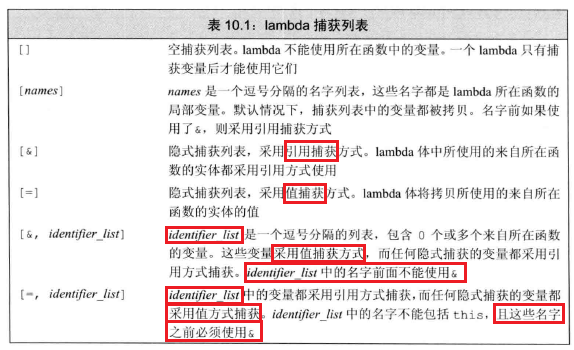 表 10.1：lambda 捕获列表
[] 空捕获列表。lambda 不能使用所在函数中的变量。一个 lambda 只有捕
获变量后才能使用它们
[names] names 是一个逗号分隔的名字列表，这些名字都是 lambda 所在函数的
局部变量。默认情况下，捕获列表中的变量都被拷贝。名字前如果使
用了&，则采用引用捕获方式
[&] 隐式捕获列表，采用引用捕获方式。lambda 体中所使用的来自所在函
数的实体都采用引用方式使用
[=] 隐式捕获列表，采用值捕获方式。lambda 体将拷贝所使用的来自所在
函数的实体的值
[&, identifier_list] identifier_list 是一个逗号分隔的列表，包含 0 个或多个来自所在函数
的变量。这些变量采用值捕获方式，而任何隐式捕获的变量都采用引
用方式捕获。identifier_list 中的名字前面不能使用&
[=, identifier_list] identifier_list 中的变量都采用引用方式捕获，而任何隐式捕获的变量都
采用值方式捕获。identifier_list 中的名字不能包括 this，且这些名字
之前必须使用&